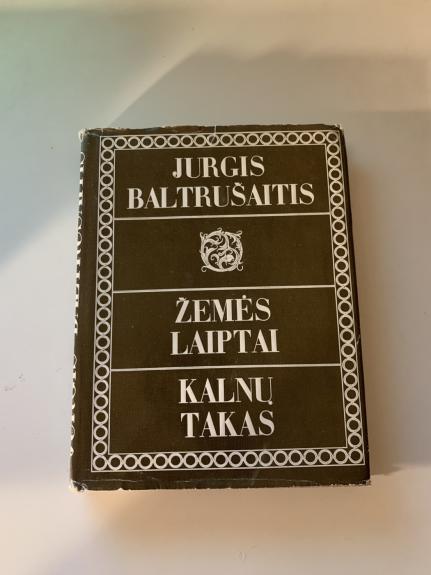 JURGIS
BALTRUŠAITIS
ŽEMĖS
LAIPTAI
KALNŲ
TAKAS